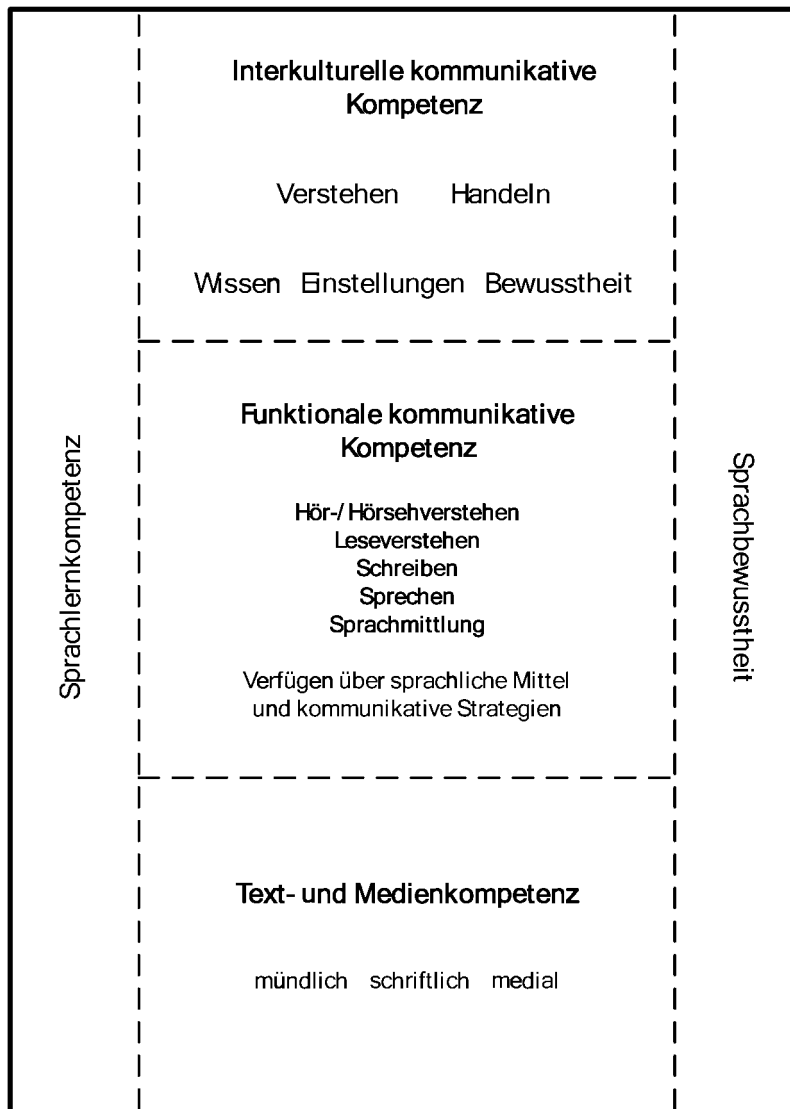 Interkulturelle kommunikative
Kompetenz
Verstehen Handeln
Wissen Einstellungen Bewusstheit
Funktionale kommunikative
Kompetenz
Hör-/ Hörsehverstehen
Leseverstehen
Schreiben
Sprechen
Sprachmittlung
Verfügen über sprachliche Mittel
und kommunikative Strategien
Text- und Medienkompetenz
mündlich schriftlich medial
Sprachlernkompetenz
Sprachbewusstheit